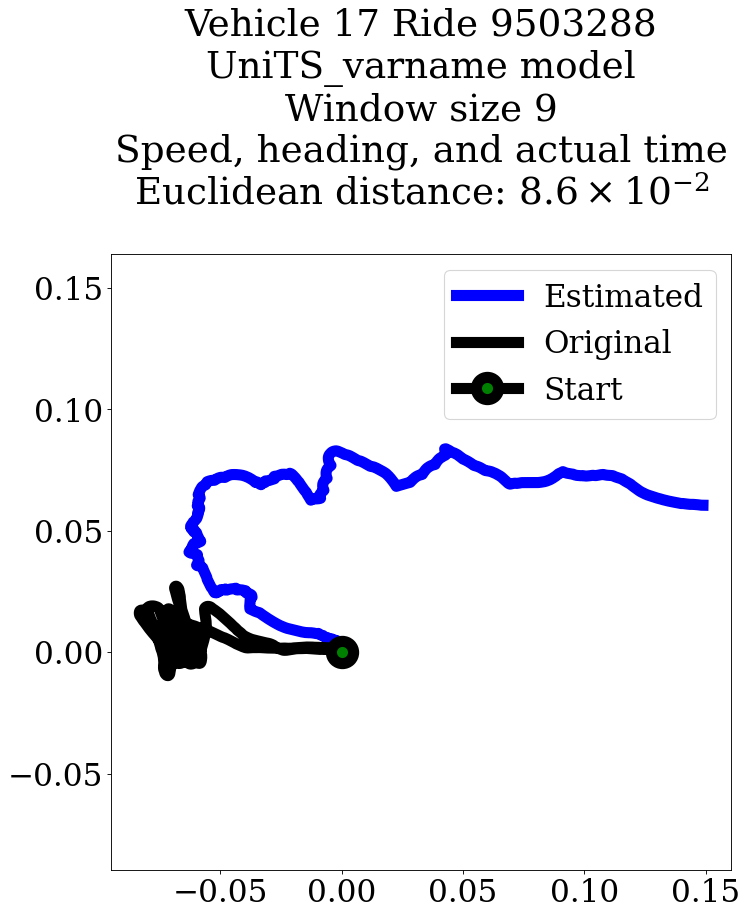 Vehicle 17 Ride 9503288
UniTS_varname model
Window size 9
Speed, heading, and actual time
Euclidean distance: 8.6 × 10⁻²
Estimated
Original
Start
0.15
0.10
0.05
0.00
−0.05
−0.05 0.00 0.05 0.10 0.15